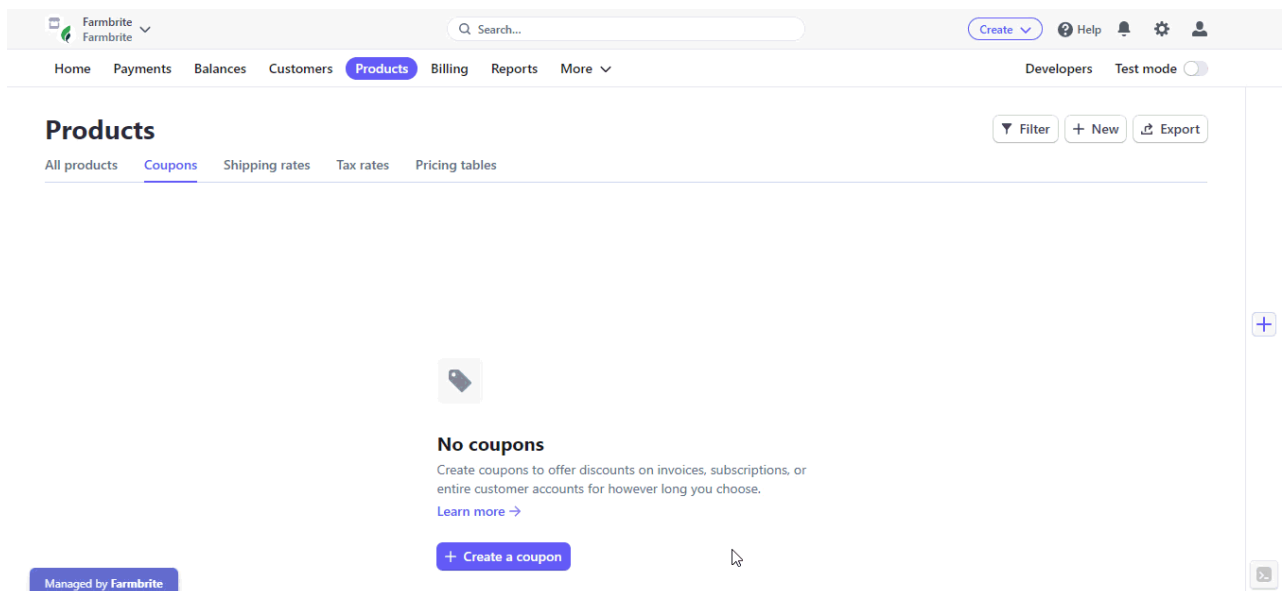 Farmbrite
Farmbrite
Search...
Create
Help
Home Payments Balances Customers Products Billing Reports More
Developers Test mode
Products
Filter + New Export
All products Coupons Shipping rates Tax rates Pricing tables
No coupons
Create coupons to offer discounts on invoices, subscriptions, or
entire customer accounts for however long you choose.
Learn more →
+ Create a coupon
Managed by Farmbrite